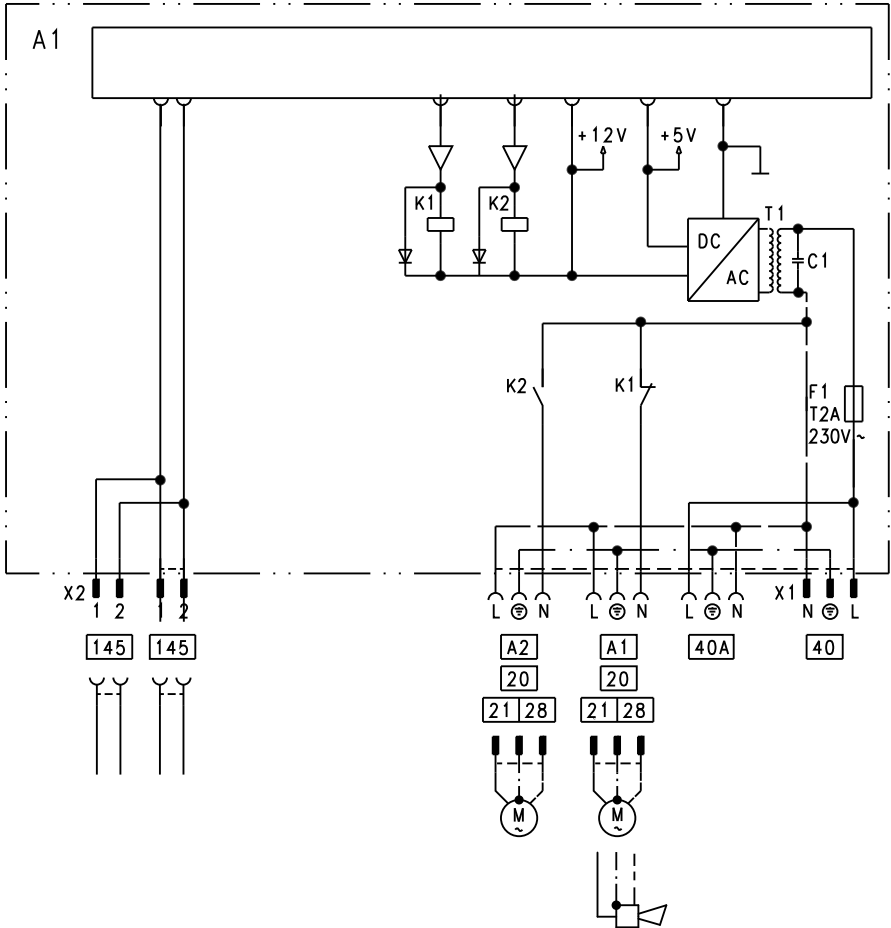 A1
+12V +5V
K1 K2 T1
DC
AC
C1
K2 K1
F1
T2A
230V~
X2 X1
1 2 1 2 L N L N L N N L
145 145 A2 A1 40A 40
20 20
21 28 21 28
M M
~ ~